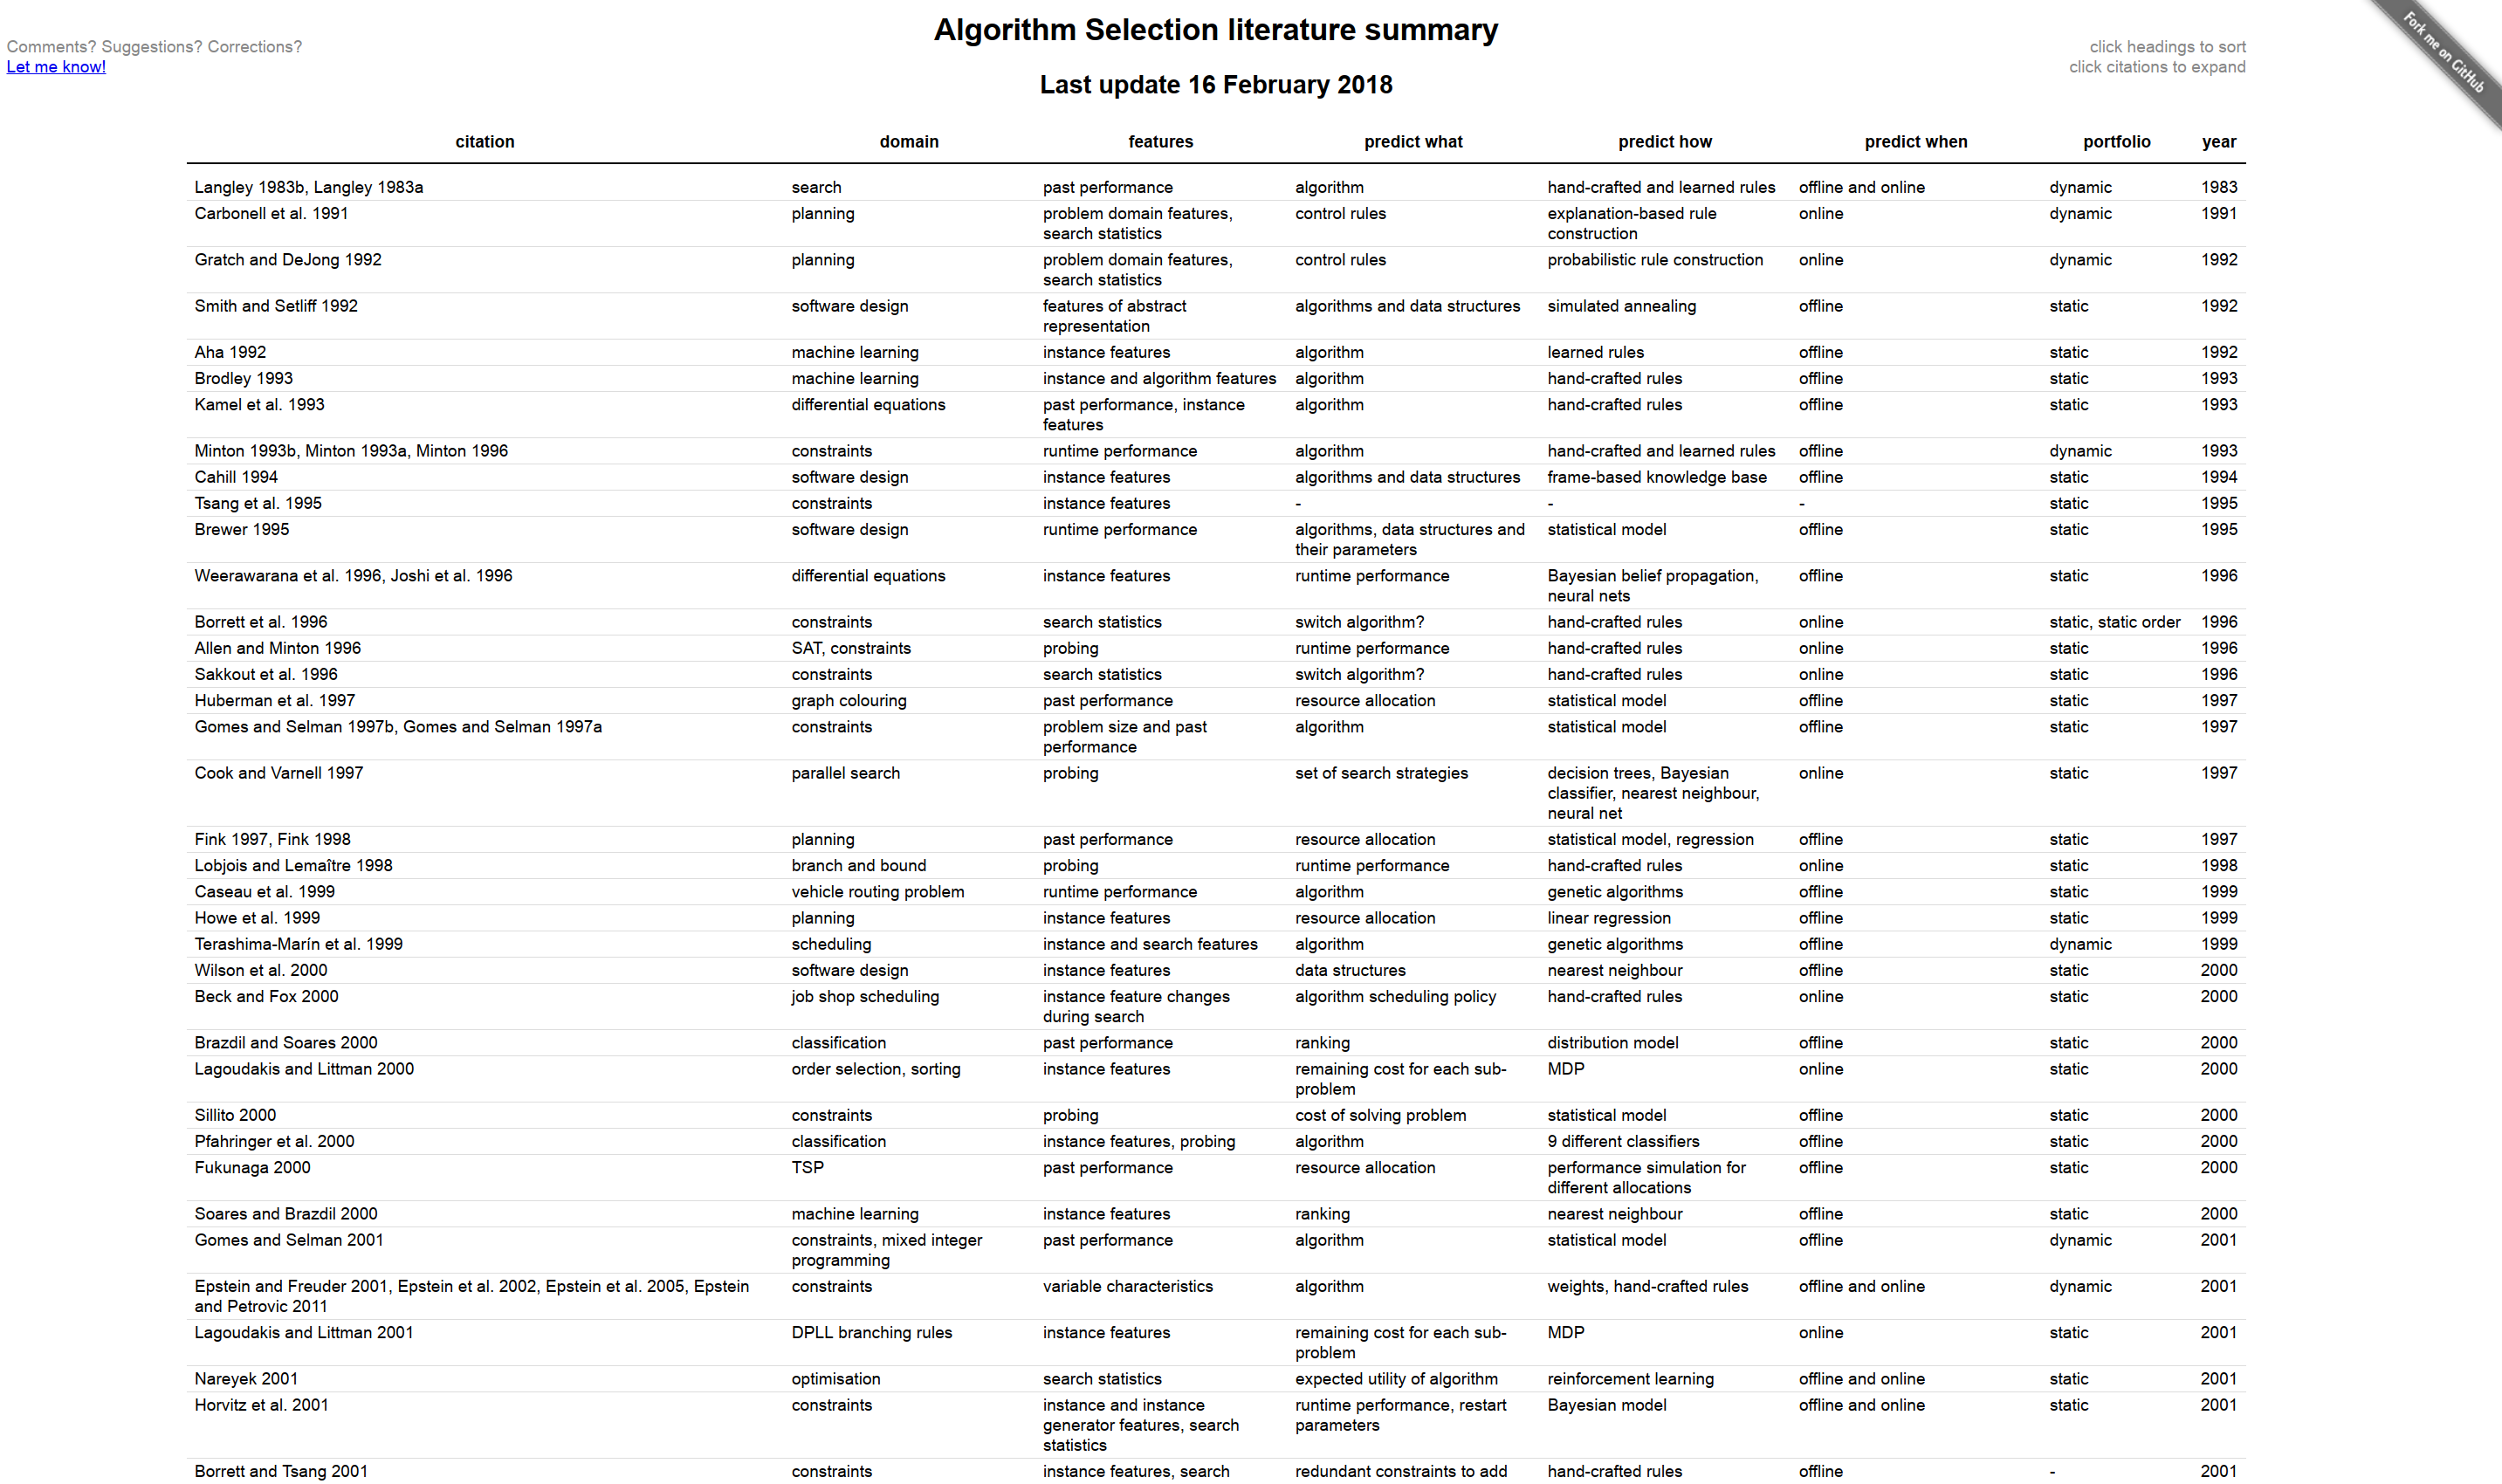 Algorithm Selection literature summary
Comments? Suggestions? Corrections?
Let me know!
click headings to sort
click citations to expand
Fork me on GitHub
Last update 16 February 2018
citation domain features predict what predict how predict when portfolio year
Langley 1983b, Langley 1983a search past performance algorithm hand-crafted and learned rules offline and online dynamic 1983
Carbonell et al. 1991 planning problem domain features, control rules explanation-based rule online dynamic 1991
search statistics construction
Gratch and DeJong 1992 planning problem domain features, control rules probabilistic rule construction online dynamic 1992
search statistics
Smith and Setliff 1992 software design features of abstract algorithms and data structures simulated annealing offline static 1992
representation
Aha 1992 machine learning instance features algorithm learned rules offline static 1992
Brodley 1993 machine learning instance and algorithm features algorithm hand-crafted rules offline static 1993
Kamel et al. 1993 differential equations past performance, instance algorithm hand-crafted rules offline static 1993
features
Minton 1993b, Minton 1993a, Minton 1996 constraints runtime performance algorithm hand-crafted and learned rules offline dynamic 1993
Cahill 1994 software design instance features algorithms and data structures frame-based knowledge base offline static 1994
Tsang et al. 1995 constraints instance features - - - static 1995
Brewer 1995 software design runtime performance algorithms, data structures and statistical model offline static 1995
their parameters
Weerawarana et al. 1996, Joshi et al. 1996 differential equations instance features runtime performance Bayesian belief propagation, offline static 1996
neural nets
Borrett et al. 1996 constraints search statistics switch algorithm? hand-crafted rules online static, static order 1996
Allen and Minton 1996 SAT, constraints probing runtime performance hand-crafted rules online static 1996
Sakkout et al. 1996 constraints search statistics switch algorithm? hand-crafted rules online static 1996
Huberman et al. 1997 graph colouring past performance resource allocation statistical model offline static 1997
Gomes and Selman 1997b, Gomes and Selman 1997a constraints problem size and past algorithm statistical model offline static 1997
performance
Cook and Varnell 1997 parallel search probing set of search strategies decision trees, Bayesian online static 1997
classifier, nearest neighbour,
neural net
Fink 1997, Fink 1998 planning past performance resource allocation statistical model, regression offline static 1997
Lobjois and Lemaître 1998 branch and bound probing runtime performance hand-crafted rules online static 1998
Caseau et al. 1999 vehicle routing problem runtime performance algorithm genetic algorithms offline static 1999
Howe et al. 1999 planning instance features resource allocation linear regression offline static 1999
Terashima-Marín et al. 1999 scheduling instance and search features algorithm genetic algorithms offline dynamic 1999
Wilson et al. 2000 software design instance features data structures nearest neighbour offline static 2000
Beck and Fox 2000 job shop scheduling instance feature changes algorithm scheduling policy hand-crafted rules online static 2000
during search
Brazdil and Soares 2000 classification past performance ranking distribution model offline static 2000
Lagoudakis and Littman 2000 order selection, sorting instance features remaining cost for each sub- MDP online static 2000
problem
Sillito 2000 constraints probing cost of solving problem statistical model offline static 2000
Pfahringer et al. 2000 classification instance features, probing algorithm 9 different classifiers offline static 2000
Fukunaga 2000 TSP past performance resource allocation performance simulation for offline static 2000
different allocations
Soares and Brazdil 2000 machine learning instance features ranking nearest neighbour offline static 2000
Gomes and Selman 2001 constraints, mixed integer past performance algorithm statistical model offline dynamic 2001
programming
Epstein and Freuder 2001, Epstein et al. 2002, Epstein et al. 2005, Epstein constraints variable characteristics algorithm weights, hand-crafted rules offline and online dynamic 2001
and Petrovic 2011
Lagoudakis and Littman 2001 DPLL branching rules instance features remaining cost for each sub- MDP online static 2001
problem
Nareyek 2001 optimisation search statistics expected utility of algorithm reinforcement learning offline and online static 2001
Horvitz et al. 2001 constraints instance and instance runtime performance, restart Bayesian model offline and online static 2001
generator features, search parameters
statistics
Borrett and Tsang 2001 constraints instance features, search redundant constraints to add hand-crafted rules offline - 2001